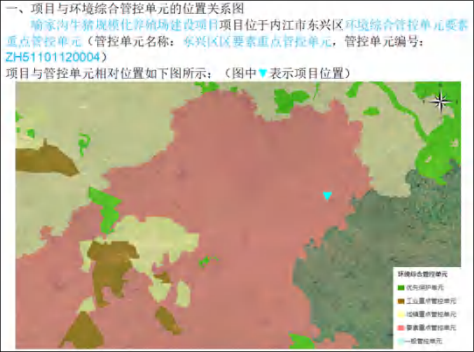 一、项目与环境综合管控单元的位置关系图
喻家沟牛猪规模化养殖场建设项目项目位于内江市东兴区环境综合管控单元要素
重点管控单元（管控单元名称：东兴区区要素重点管控单元，管控单元编号：
ZH51101120004）
项目与管控单元相对位置如下图所示：（图中▼表示项目位置）
环境综合管控单元
优先保护单元
工业重点管控单元
城镇重点管控单元
要素重点管控单元
一般管控单元